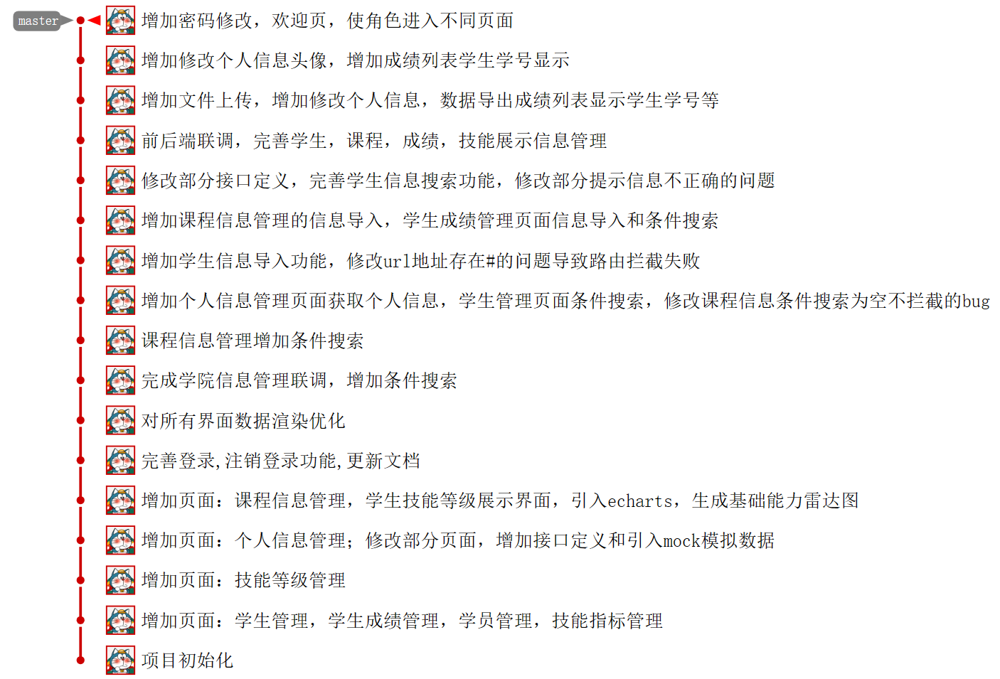 master
增加密码修改，欢迎页，使角色进入不同页面
增加修改个人信息头像，增加成绩列表学生学号显示
增加文件上传，增加修改个人信息，数据导出成绩列表显示学生学号等
前后端联调，完善学生，课程，成绩，技能展示信息管理
修改部分接口定义，完善学生信息搜索功能，修改部分提示信息不正确的问题
增加课程信息管理的信息导入，学生成绩管理页面信息导入和条件搜索
增加学生信息导入功能，修改url地址存在#的问题导致路由拦截失败
增加个人信息管理页面获取个人信息，学生管理页面条件搜索，修改课程信息条件搜索为空不拦截的bug
课程信息管理增加条件搜索
完成学院信息管理联调，增加条件搜索
对所有界面数据渲染优化
完善登录,注销登录功能,更新文档
增加页面：课程信息管理，学生技能等级展示界面，引入echarts，生成基础能力雷达图
增加页面：个人信息管理；修改部分页面，增加接口定义和引入mock模拟数据
增加页面：技能等级管理
增加页面：学生管理，学生成绩管理，学员管理，技能指标管理
项目初始化